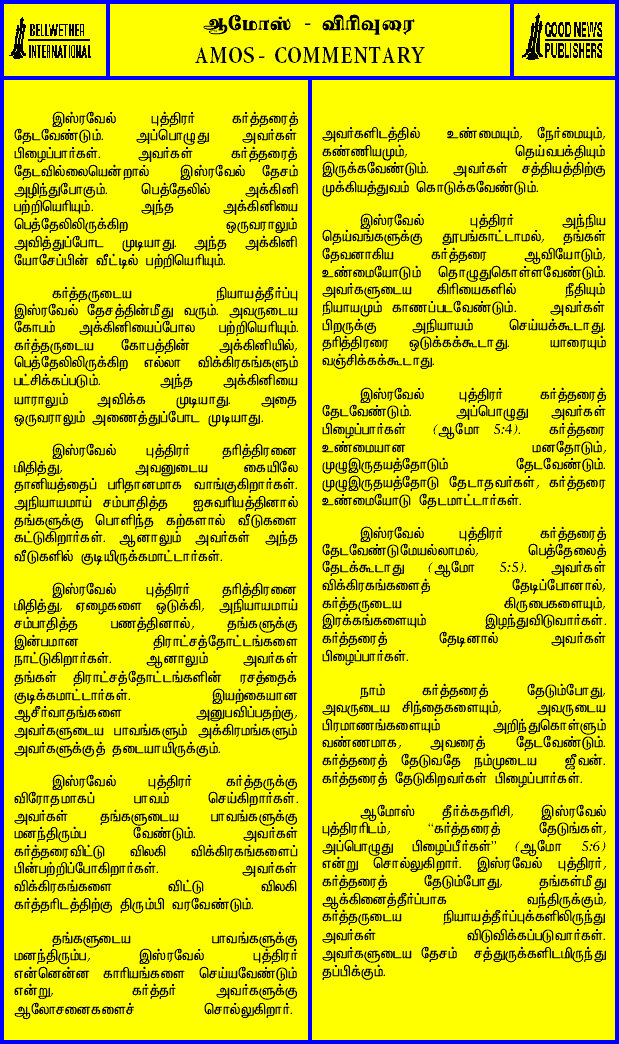 BELLWETHER
INTERNATIONAL
ஆமோஸ் - விரிவுரை
AMOS - COMMENTARY
GOOD NEWS
PUBLISHERS
இஸ்ரவேல் புத்திரர் கர்த்தரைத்
தேடவேண்டும். அப்பொழுது அவர்கள்
பிழைப்பார்கள். அவர்கள் கர்த்தரைத்
தேடவில்லையென்றால் இஸ்ரவேல் தேசம்
அழிந்துபோகும். பெத்தேலில் அக்கினி
பற்றியெரியும். அந்த அக்கினியை
பெத்தேலிலிருக்கிற ஒருவராலும்
அவித்துப்போட முடியாது. அந்த அக்கினி
யோசேப்பின் வீட்டில் பற்றியெரியும்.
கர்த்தருடைய நியாயத்தீர்ப்பு
இஸ்ரவேல் தேசத்தின்மீது வரும். அவருடைய
கோபம் அக்கினியைப்போல பற்றியெரியும்.
கர்த்தருடைய கோபத்தின் அக்கினியில்,
பெத்தேலிலிருக்கிற எல்லா விக்கிரகங்களும்
பட்சிக்கப்படும். அந்த அக்கினியை
யாராலும் அவிக்க முடியாது. அதை
ஒருவராலும் அணைத்துப்போட முடியாது.
இஸ்ரவேல் புத்திரர் தரித்திரனை
மிதித்து, அவனுடைய கையிலே
தானியத்தைப் பரிதானமாக வாங்குகிறார்கள்.
அநியாயமாய் சம்பாதித்த ஐசுவரியத்தினால்
தங்களுக்கு பொளிந்த கற்களால் வீடுகளை
கட்டுகிறார்கள். ஆனாலும் அவர்கள் அந்த
வீடுகளில் குடியிருக்கமாட்டார்கள்.
இஸ்ரவேல் புத்திரர் தரித்திரனை
மிதித்து, ஏழைகளை ஒடுக்கி, அநியாயமாய்
சம்பாதித்த பணத்தினால், தங்களுக்கு
இன்பமான திராட்சத்தோட்டங்களை
நாட்டுகிறார்கள். ஆனாலும் அவர்கள்
தங்கள் திராட்சத்தோட்டங்களின் ரசத்தைக்
குடிக்கமாட்டார்கள். இயற்கையான
ஆசீர்வாதங்களை அனுபவிப்பதற்கு,
அவர்களுடைய பாவங்களும் அக்கிரமங்களும்
அவர்களுக்குத் தடையாயிருக்கும்.
இஸ்ரவேல் புத்திரர் கர்த்தருக்கு
விரோதமாகப் பாவம் செய்கிறார்கள்.
அவர்கள் தங்களுடைய பாவங்களுக்கு
மனந்திரும்ப வேண்டும். அவர்கள்
கர்த்தரைவிட்டு விலகி விக்கிரகங்களைப்
பின்பற்றிப்போகிறார்கள். அவர்கள்
விக்கிரகங்களை விட்டு விலகி
கர்த்தரிடத்திற்கு திரும்பி வரவேண்டும்.
தங்களுடைய பாவங்களுக்கு
மனந்திரும்ப, இஸ்ரவேல் புத்திரர்
என்னென்ன காரியங்களை செய்யவேண்டும்
என்று, கர்த்தர் அவர்களுக்கு
ஆலோசனைகளைச் சொல்லுகிறார்.
அவர்களிடத்தில் உண்மையும், நேர்மையும்,
கண்ணியமும், தெய்வபக்தியும்
இருக்கவேண்டும். அவர்கள் சத்தியத்திற்கு
முக்கியத்துவம் கொடுக்கவேண்டும்.
இஸ்ரவேல் புத்திரர் அந்நிய
தெய்வங்களுக்கு தூபங்காட்டாமல், தங்கள்
தேவனாகிய கர்த்தரை ஆவியோடும்,
உண்மையோடும் தொழுதுகொள்ளவேண்டும்.
அவர்களுடைய கிரியைகளில் நீதியும்
நியாயமும் காணப்படவேண்டும். அவர்கள்
பிறருக்கு அநியாயம் செய்யக்கூடாது.
தரித்திரரை ஒடுக்கக்கூடாது. யாரையும்
வஞ்சிக்கக்கூடாது.
இஸ்ரவேல் புத்திரர் கர்த்தரைத்
தேடவேண்டும். அப்பொழுது அவர்கள்
பிழைப்பார்கள் (ஆமோ 5:4). கர்த்தரை
உண்மையான மனதோடும்,
முழுஇருதயத்தோடும் தேடவேண்டும்.
முழுஇருதயத்தோடு தேடாதவர்கள், கர்த்தரை
உண்மையோடு தேடமாட்டார்கள்.
இஸ்ரவேல் புத்திரர் கர்த்தரைத்
தேடவேண்டுமேயல்லாமல், பெத்தேலைத்
தேடக்கூடாது (ஆமோ 5:5). அவர்கள்
விக்கிரகங்களைத் தேடிப்போனால்,
கர்த்தருடைய கிருபைகளையும்,
இரக்கங்களையும் இழந்துவிடுவார்கள்.
கர்த்தரைத் தேடினால் அவர்கள்
பிழைப்பார்கள்.
நாம் கர்த்தரைத் தேடும்போது,
அவருடைய சிந்தைகளையும், அவருடைய
பிரமாணங்களையும் அறிந்துகொள்ளும்
வண்ணமாக, அவரைத் தேடவேண்டும்.
கர்த்தரைத் தேடுவதே நம்முடைய ஜீவன்.
கர்த்தரைத் தேடுகிறவர்கள் பிழைப்பார்கள்.
ஆமோஸ் தீர்க்கதரிசி, இஸ்ரவேல்
புத்திரரிடம், “கர்த்தரைத் தேடுங்கள்,
அப்பொழுது பிழைப்பீர்கள்” (ஆமோ 5:6)
என்று சொல்லுகிறார். இஸ்ரவேல் புத்திரர்,
கர்த்தரைத் தேடும்போது, தங்கள்மீது
ஆக்கினைத்தீர்ப்பாக வந்திருக்கும்,
கர்த்தருடைய நியாயத்தீர்ப்புக்களிலிருந்து
அவர்கள் விடுவிக்கப்படுவார்கள்.
அவர்களுடைய தேசம் சத்துருக்களிடமிருந்து
தப்பிக்கும்.